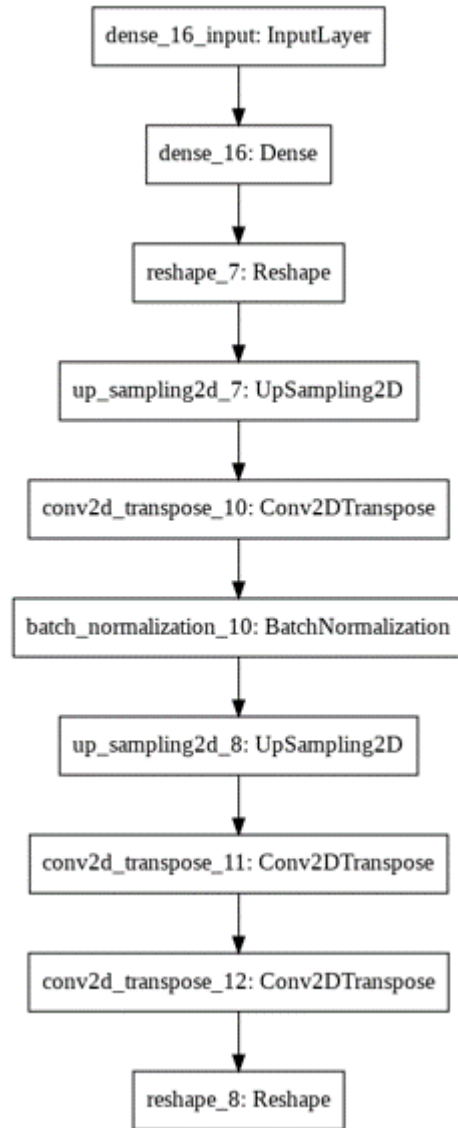 dense_16_input: InputLayer
dense_16: Dense
reshape_7: Reshape
up_sampling2d_7: UpSampling2D
conv2d_transpose_10: Conv2DTranspose
batch_normalization_10: BatchNormalization
up_sampling2d_8: UpSampling2D
conv2d_transpose_11: Conv2DTranspose
conv2d_transpose_12: Conv2DTranspose
reshape_8: Reshape